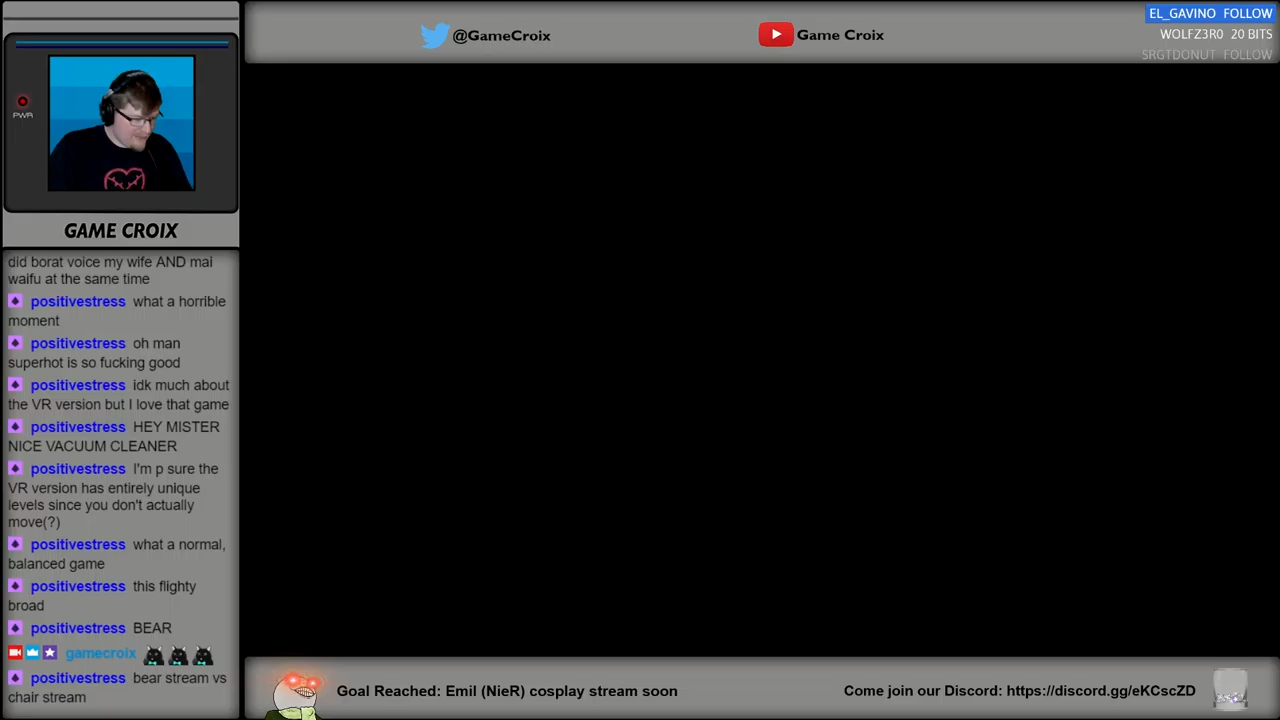 @GameCroix
Game Croix
EL_GAVINO FOLLOW
WOLFZ3R0 20 BITS
SRGTDONUT FOLLOW
PWR
GAME CROIX
did borat voice my wife AND mai
waifu at the same time
positivestress what a horrible
moment
positivestress oh man
superhot is so fucking good
positivestress idk much about
the VR version but I love that game
positivestress HEY MISTER
NICE VACUUM CLEANER
positivestress I'm p sure the
VR version has entirely unique
levels since you don't actually
move(?)
positivestress what a normal,
balanced game
positivestress this flighty
broad
positivestress BEAR
gamecroix
positivestress bear stream vs
chair stream
Goal Reached: Emil (NieR) cosplay stream soon
Come join our Discord: https://discord.gg/eKCscZD